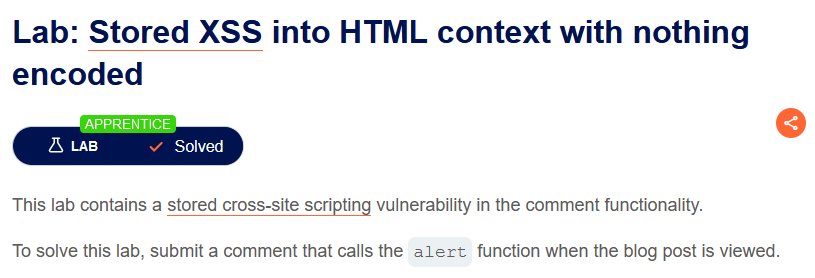 Lab: Stored XSS into HTML context with nothing
encoded
APPRENTICE
LAB Solved
This lab contains a stored cross-site scripting vulnerability in the comment functionality.
To solve this lab, submit a comment that calls the alert function when the blog post is viewed.